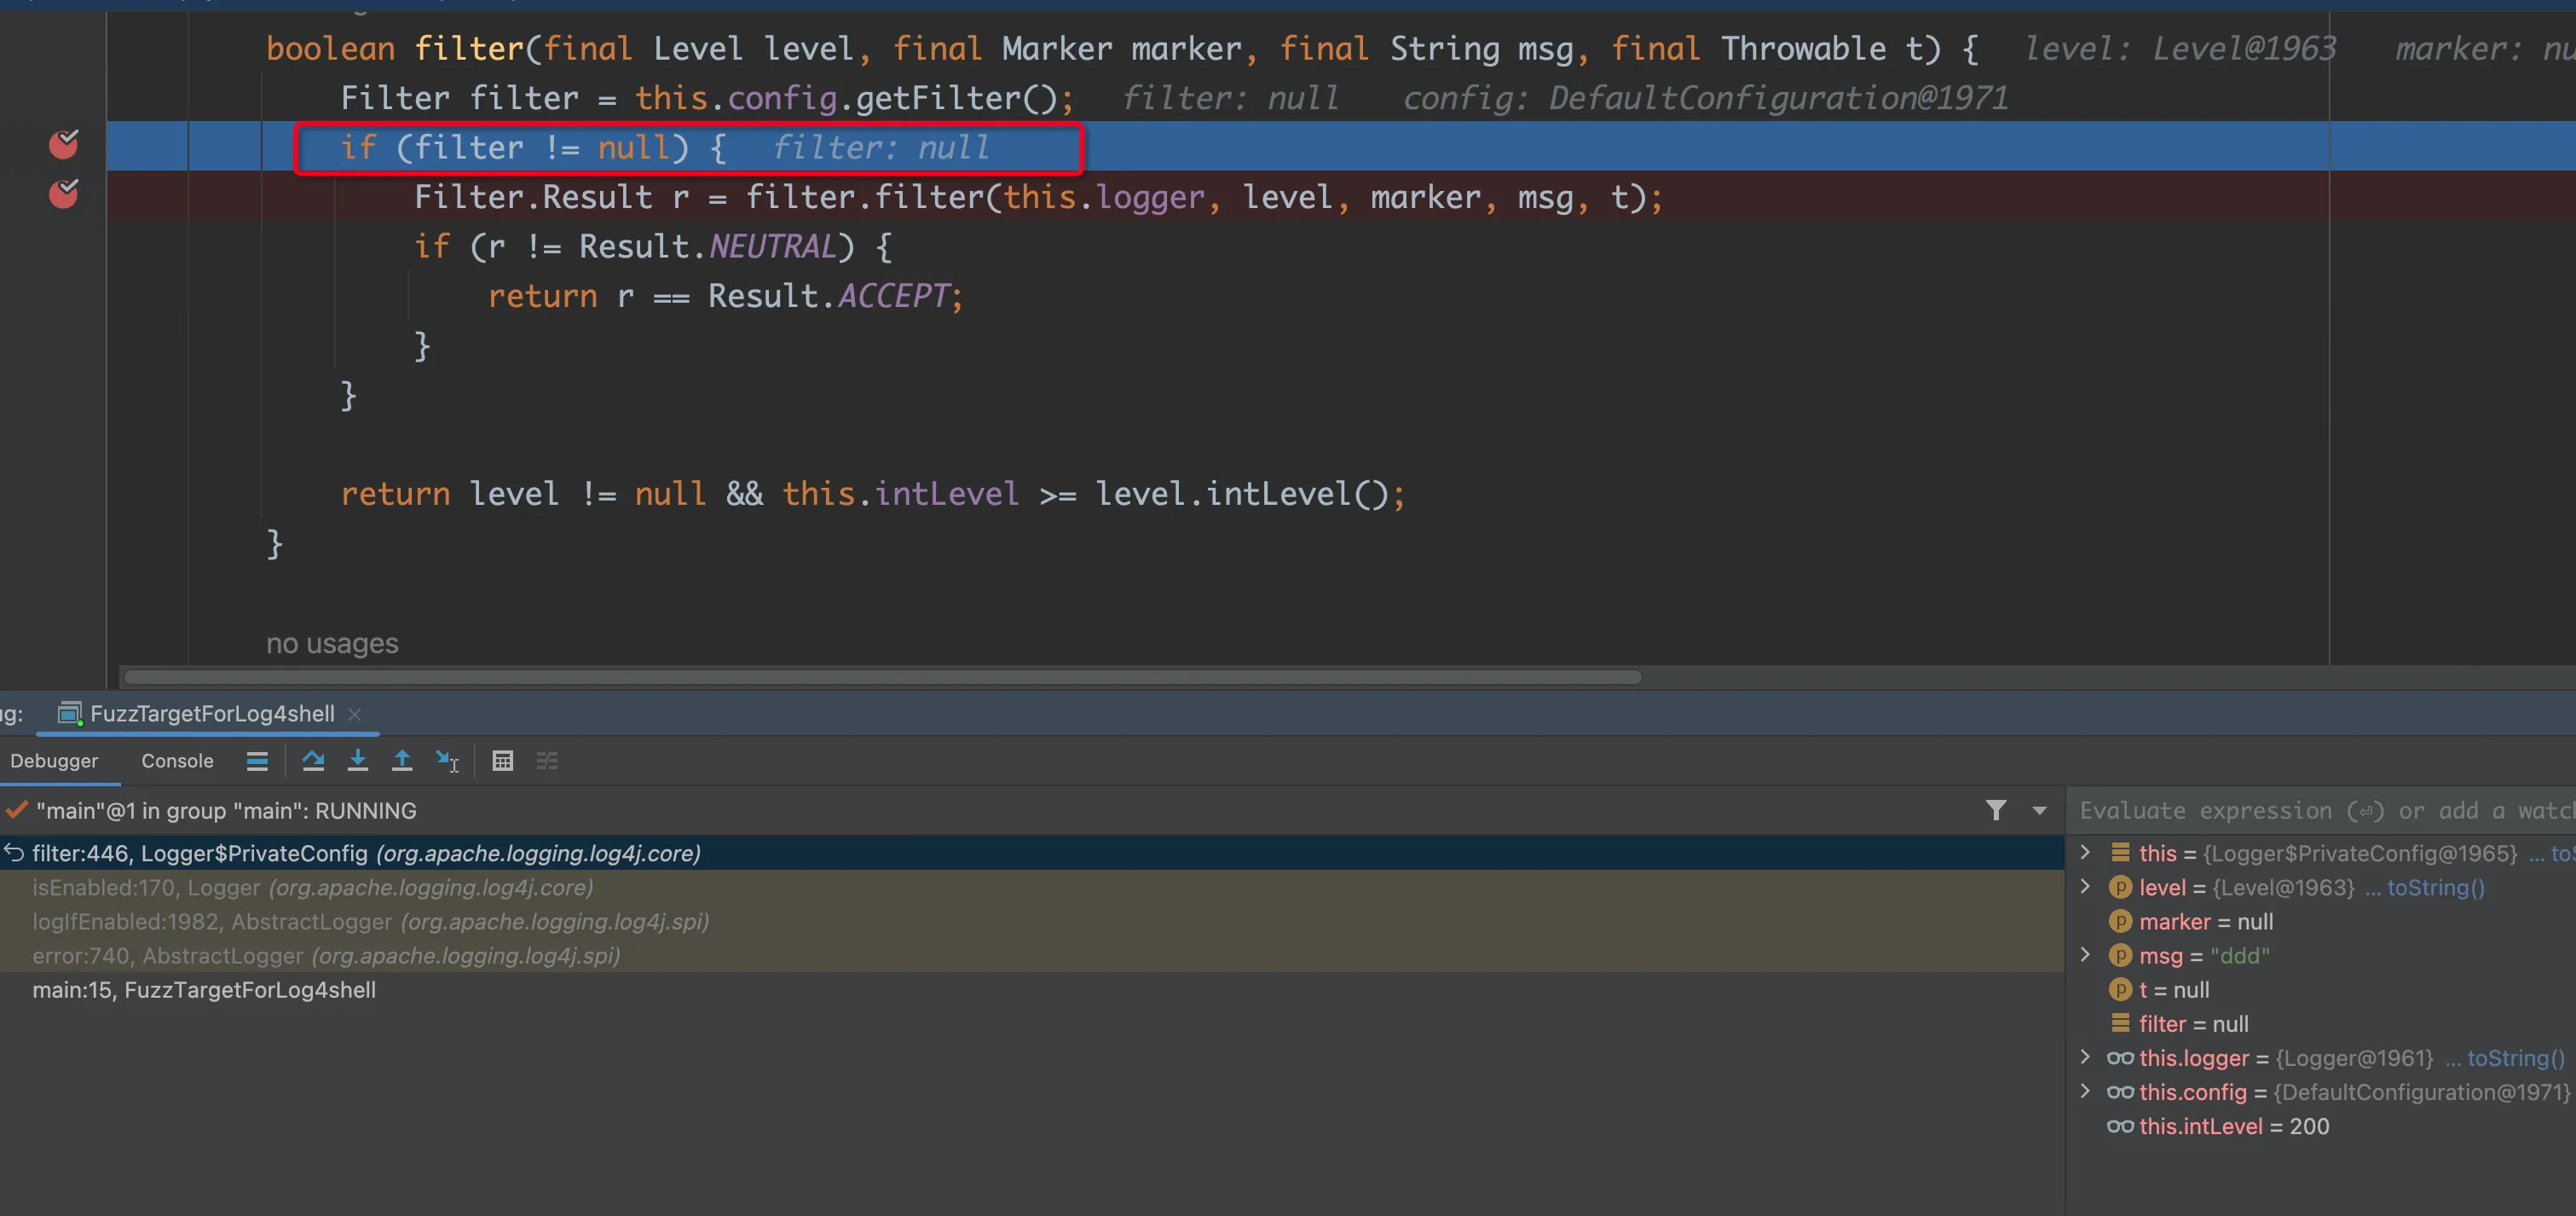 boolean filter(final Level level, final Marker marker, final String msg, final Throwable t) { level: Level@1963 marker: nu
Filter filter = this.config.getFilter(); filter: null config: DefaultConfiguration@1971
if (filter != null) { filter: null
Filter.Result r = filter.filter(this.logger, level, marker, msg, t);
if (r != Result.NEUTRAL) {
return r == Result.ACCEPT;
}
}
return level != null && this.intLevel >= level.intLevel();
}
no usages
ug: FuzzTargetForLog4shell
Debugger Console
"main"@1 in group "main": RUNNING
Evaluate expression (⏎) or add a watch
filter:446, Logger$PrivateConfig (org.apache.logging.log4j.core)
isEnabled:170, Logger (org.apache.logging.log4j.core)
logIfEnabled:1982, AbstractLogger (org.apache.logging.log4j.spi)
error:740, AbstractLogger (org.apache.logging.log4j.spi)
main:15, FuzzTargetForLog4shell
this = {Logger$PrivateConfig@1965} ... toS
p level = {Level@1963} ... toString()
p marker = null
p msg = "ddd"
p t = null
filter = null
this.logger = {Logger@1961} ... toString()
this.config = {DefaultConfiguration@1971}
this.intLevel = 200